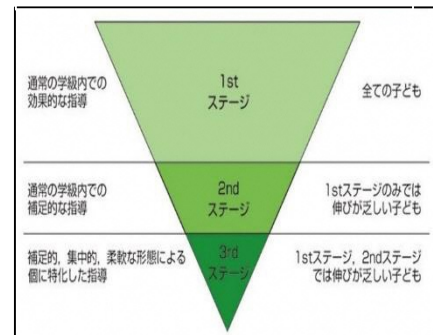 通常の学級内での
効果的な指導
1st
ステージ
全ての子ども
通常の学級内での
補足的な指導
2nd
ステージ
1stステージのみでは
伸びが乏しい子ども
補足的，集中的，柔軟な形態による
個に特化した指導
3rd
ステージ
1stステージ，2ndステージ
では伸びが乏しい子ども